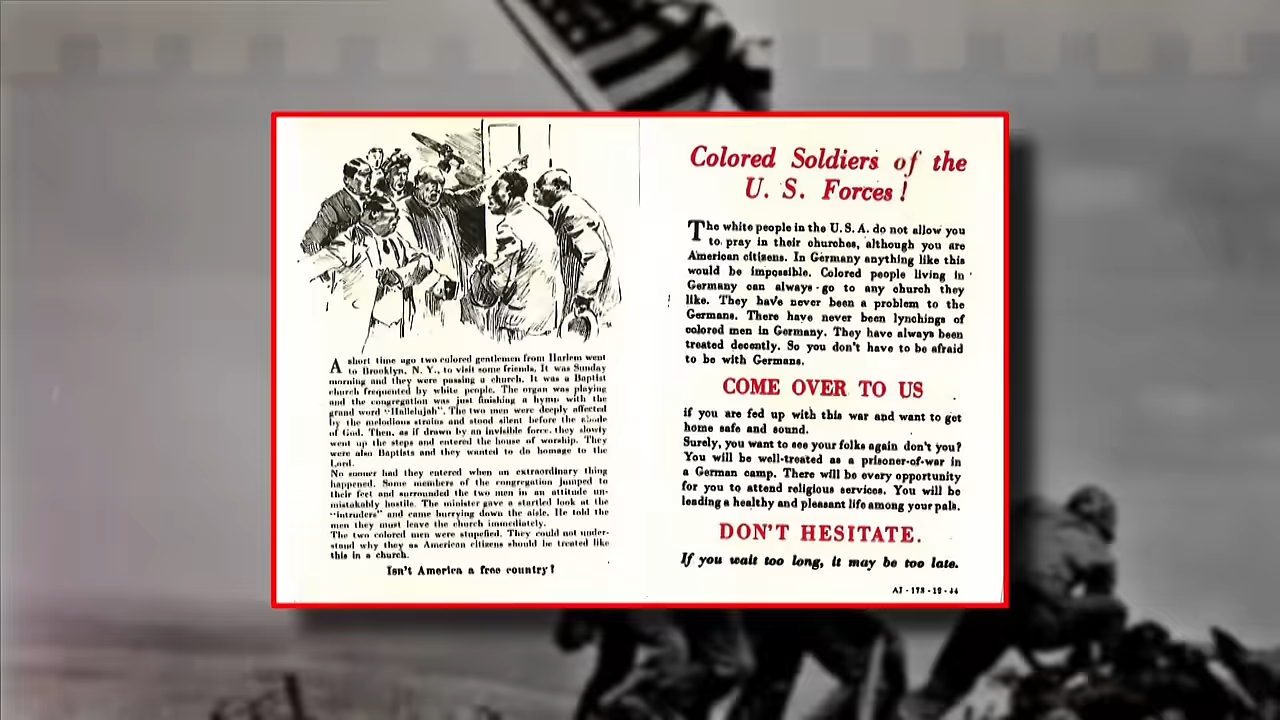 A short time ago two colored gentlemen from Harlem went
to Brooklyn, N. Y., to visit some friends. It was Sunday
morning and they were passing a church. It was a Baptist
church frequented by white people. The organ was playing
and the congregation was just finishing a hymn with the
grand word "Hallelujah". The two men were deeply affected
by the melodious strains and stood silent before the abode
of God. Then, as if drawn by an invisible force, they slowly
went up the steps and entered the house of worship. They
were also Baptists and they wanted to do homage to the
Lord.
No sooner had they entered when an extraordinary thing
happened. Some members of the congregation jumped to
their feet and surrounded the two men in an attitude un-
mistakably hostile. The minister gave a startled look at the
"intruders" and came hurrying down the aisle. He told the
men they must leave the church immediately.
The two colored men were stupefied. They could not under-
stand why they as American citizens should be treated like
this in a church.
Isn't America a free country?
Colored Soldiers of the
U. S. Forces!
The white people in the U. S. A. do not allow you
to pray in their churches, although you are
American citizens. In Germany anything like this
would be impossible. Colored people living in
Germany can always go to any church they
like. They have never been a problem to the
Germans. There have never been lynchings of
colored men in Germany. They have always been
treated decently. So you don't have to be afraid
to be with Germans.
COME OVER TO US
if you are fed up with this war and want to get
home safe and sound.
Surely, you want to see your folks again don't you?
You will be well-treated as a prisoner-of-war in
a German camp. There will be every opportunity
for you to attend religious services. You will be
leading a healthy and pleasant life among your pals.
DON'T HESITATE.
If you wait too long, it may be too late.
AI - 173 - 12 - 44